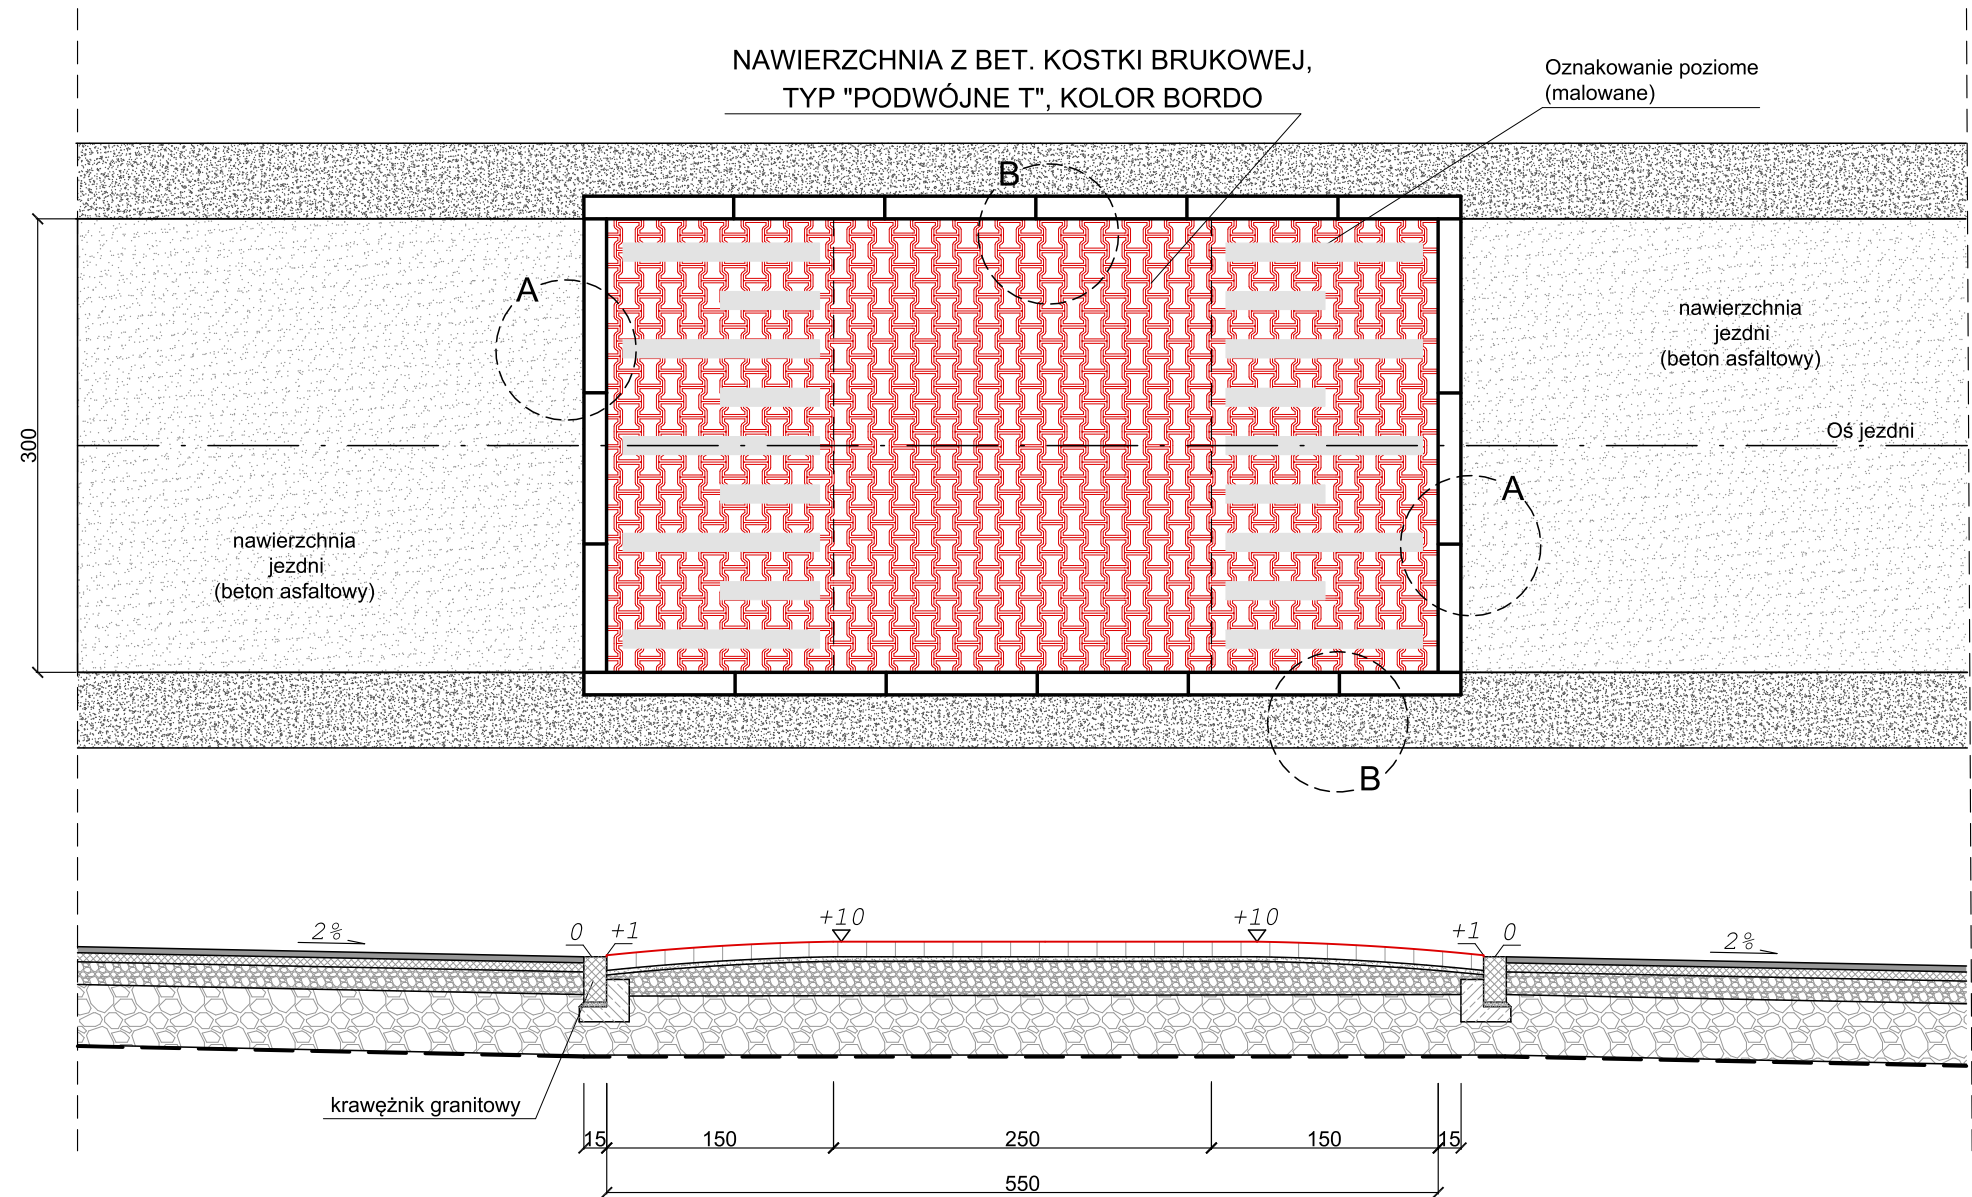 NAWIERZCHNIA Z BET. KOSTKI BRUKOWEJ,
TYP "PODWÓJNE T", KOLOR BORDO
Oznakowanie poziome
(malowane)
B
A
nawierzchnia
jezdni
(beton asfaltowy)
300
Oś jezdni
A
nawierzchnia
jezdni
(beton asfaltowy)
B
2%
0
+1
+10
+10
+1
0
2%
krawężnik granitowy
15
150
250
150
15
550